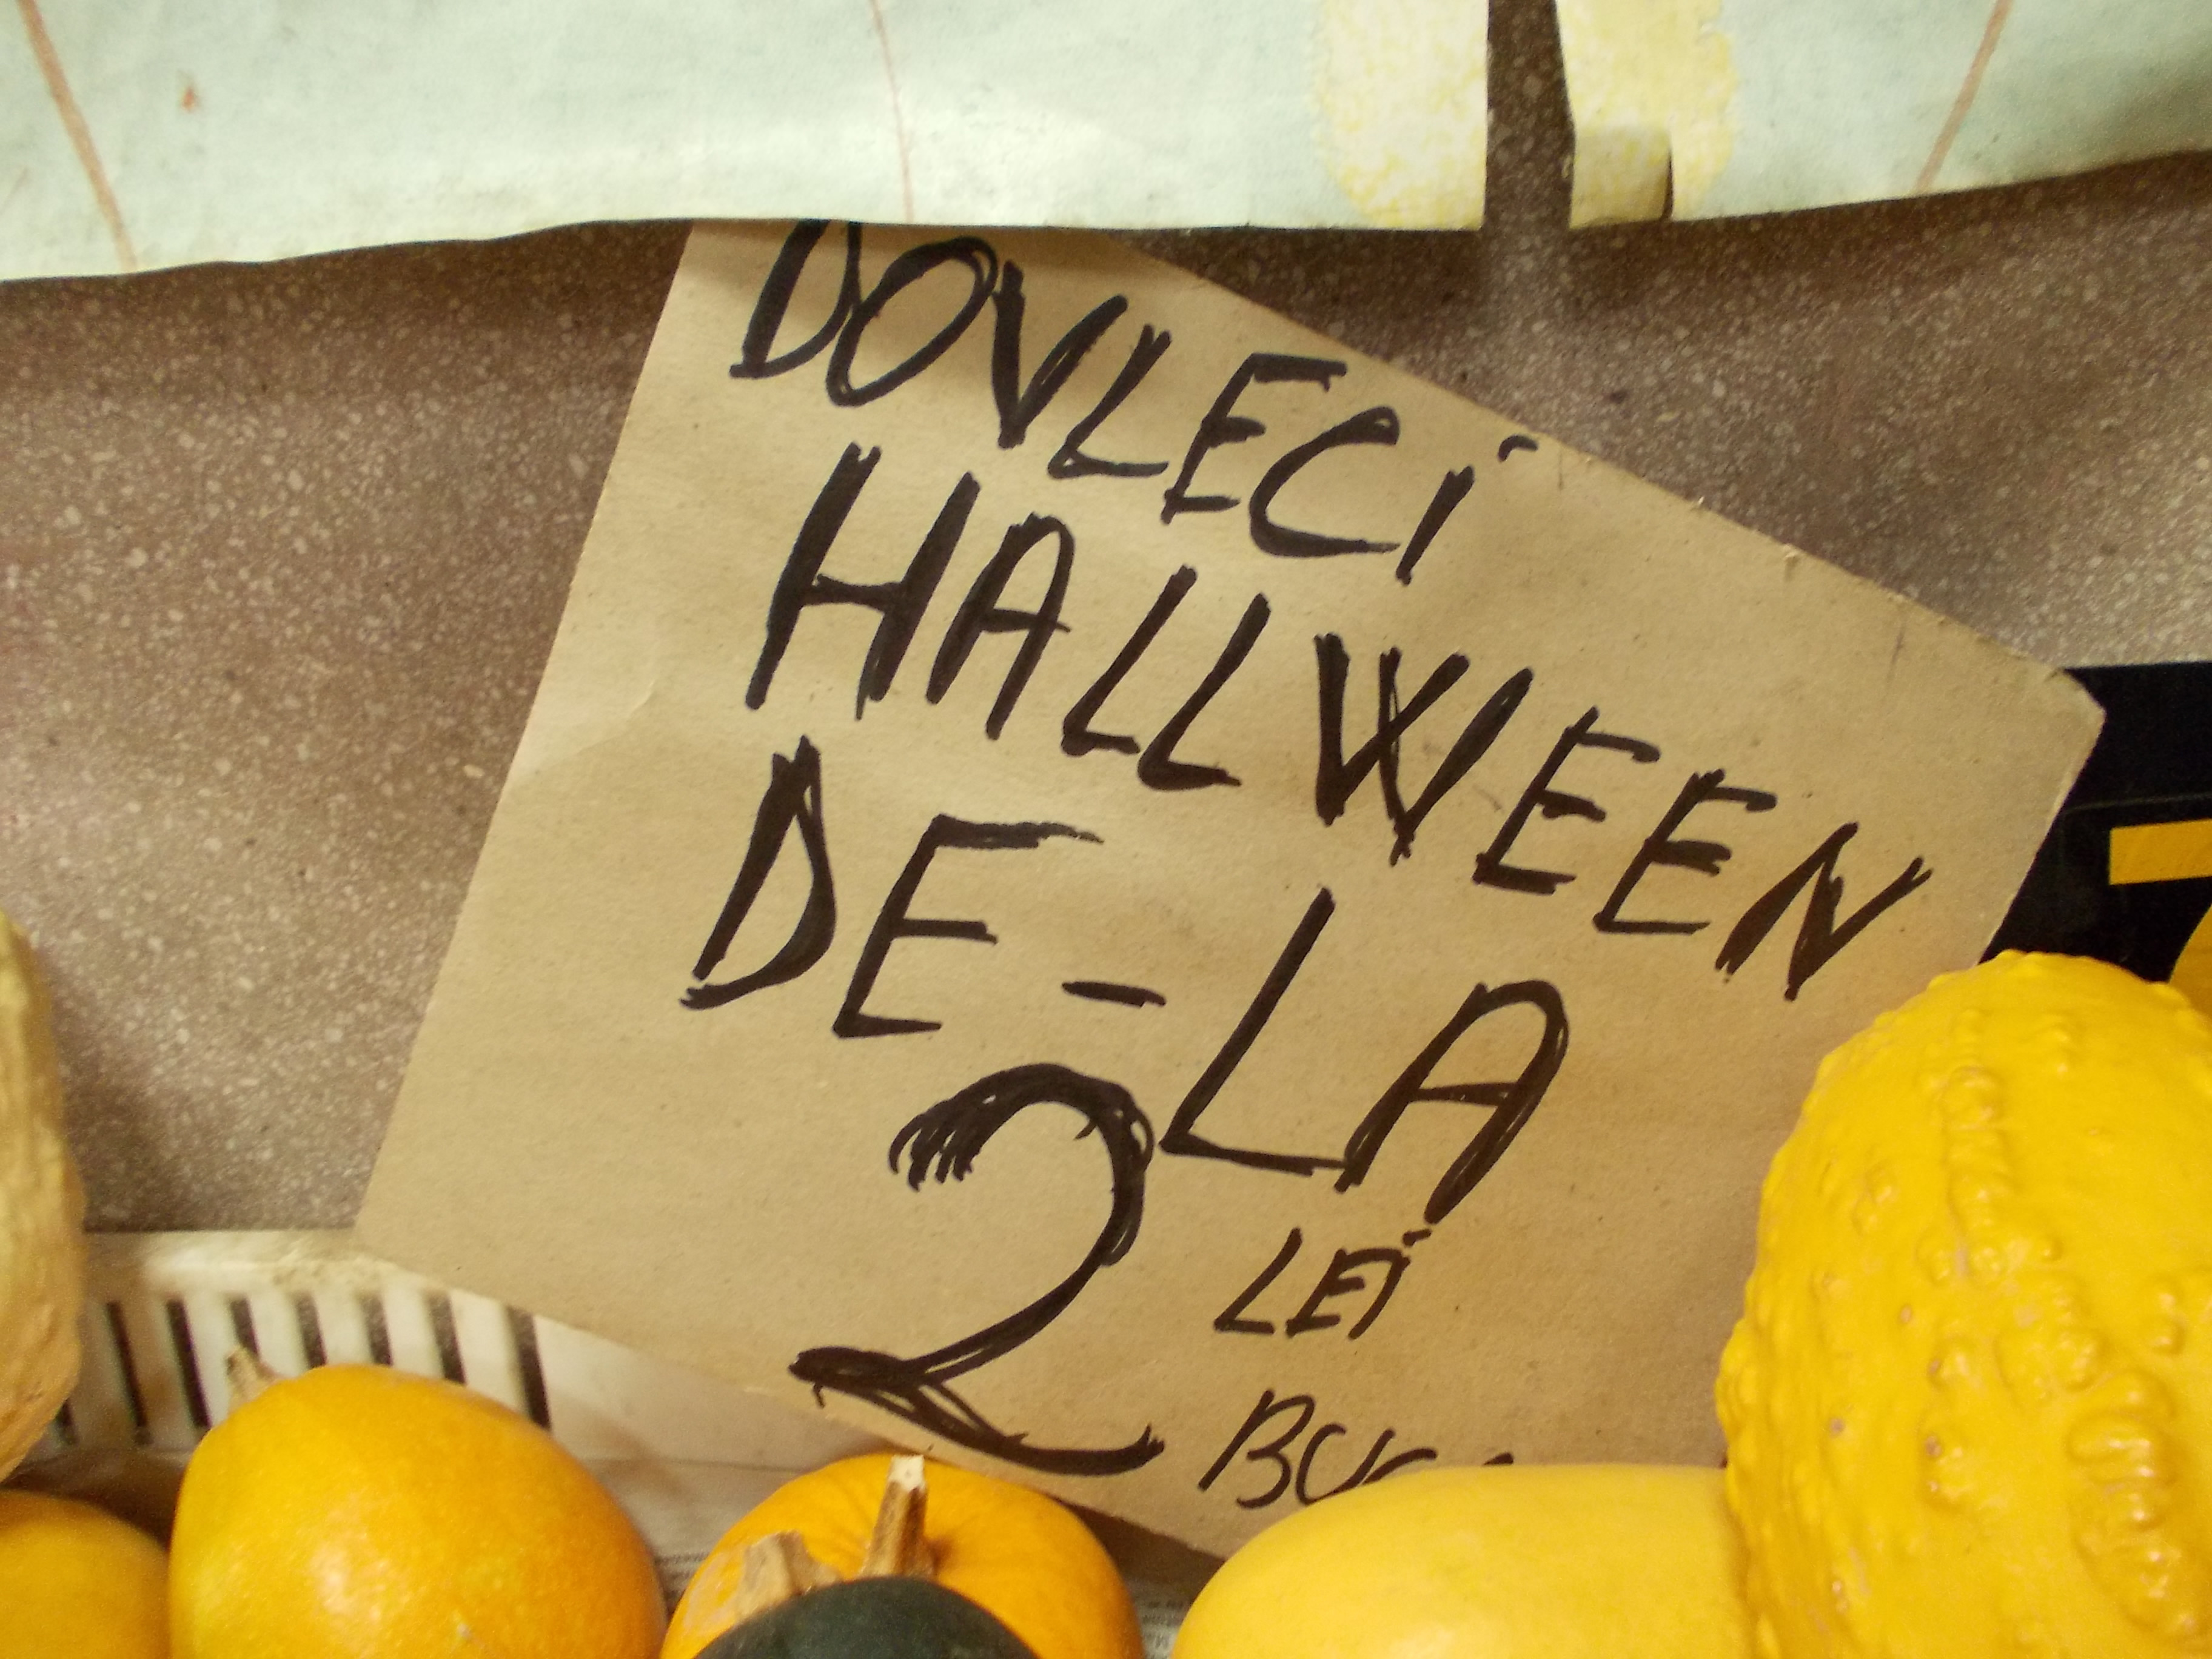 DOVLECI
HALLWEEN
DE-LA
2 LEI